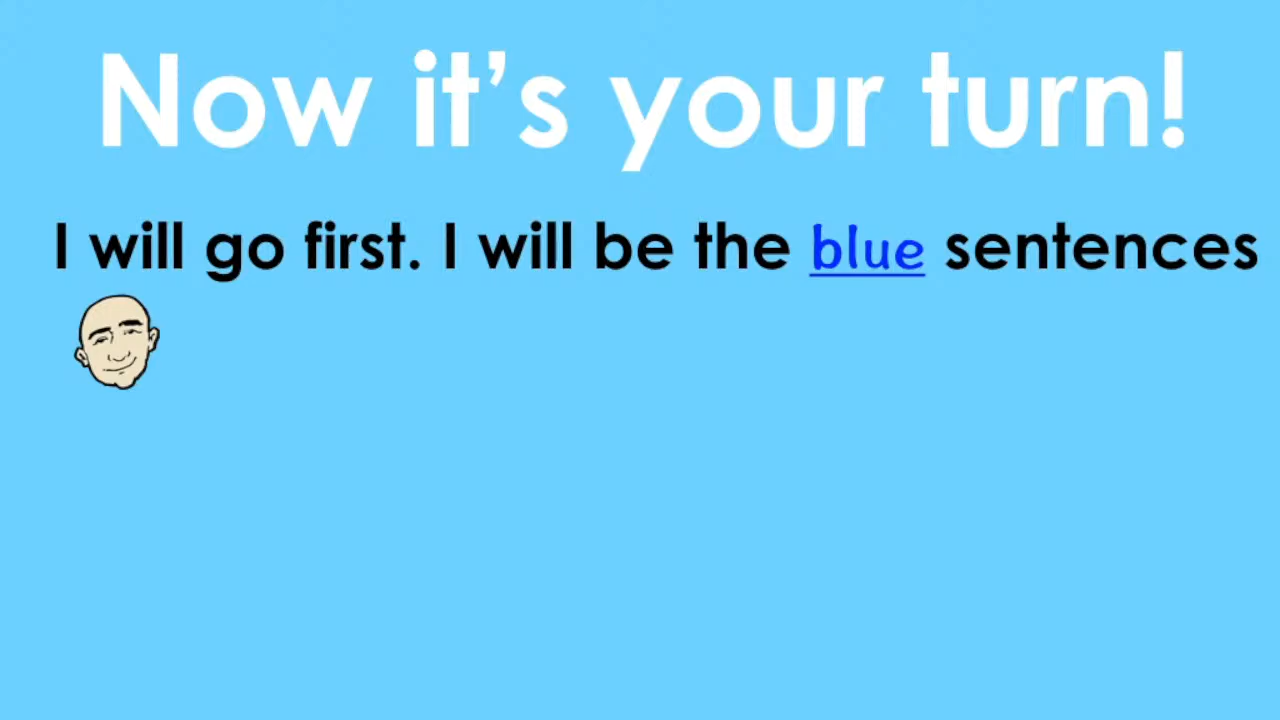 Now it’s your turn!
I will go first. I will be the blue sentences